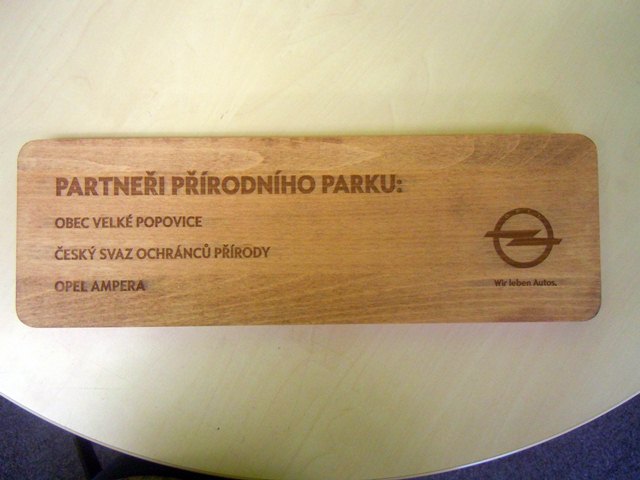 PARTNEŘI PŘÍRODNÍHO PARKU:
OBEC VELKÉ POPOVICE
ČESKÝ SVAZ OCHRÁNCŮ PŘÍRODY
OPEL AMPERA
Wir leben Autos.